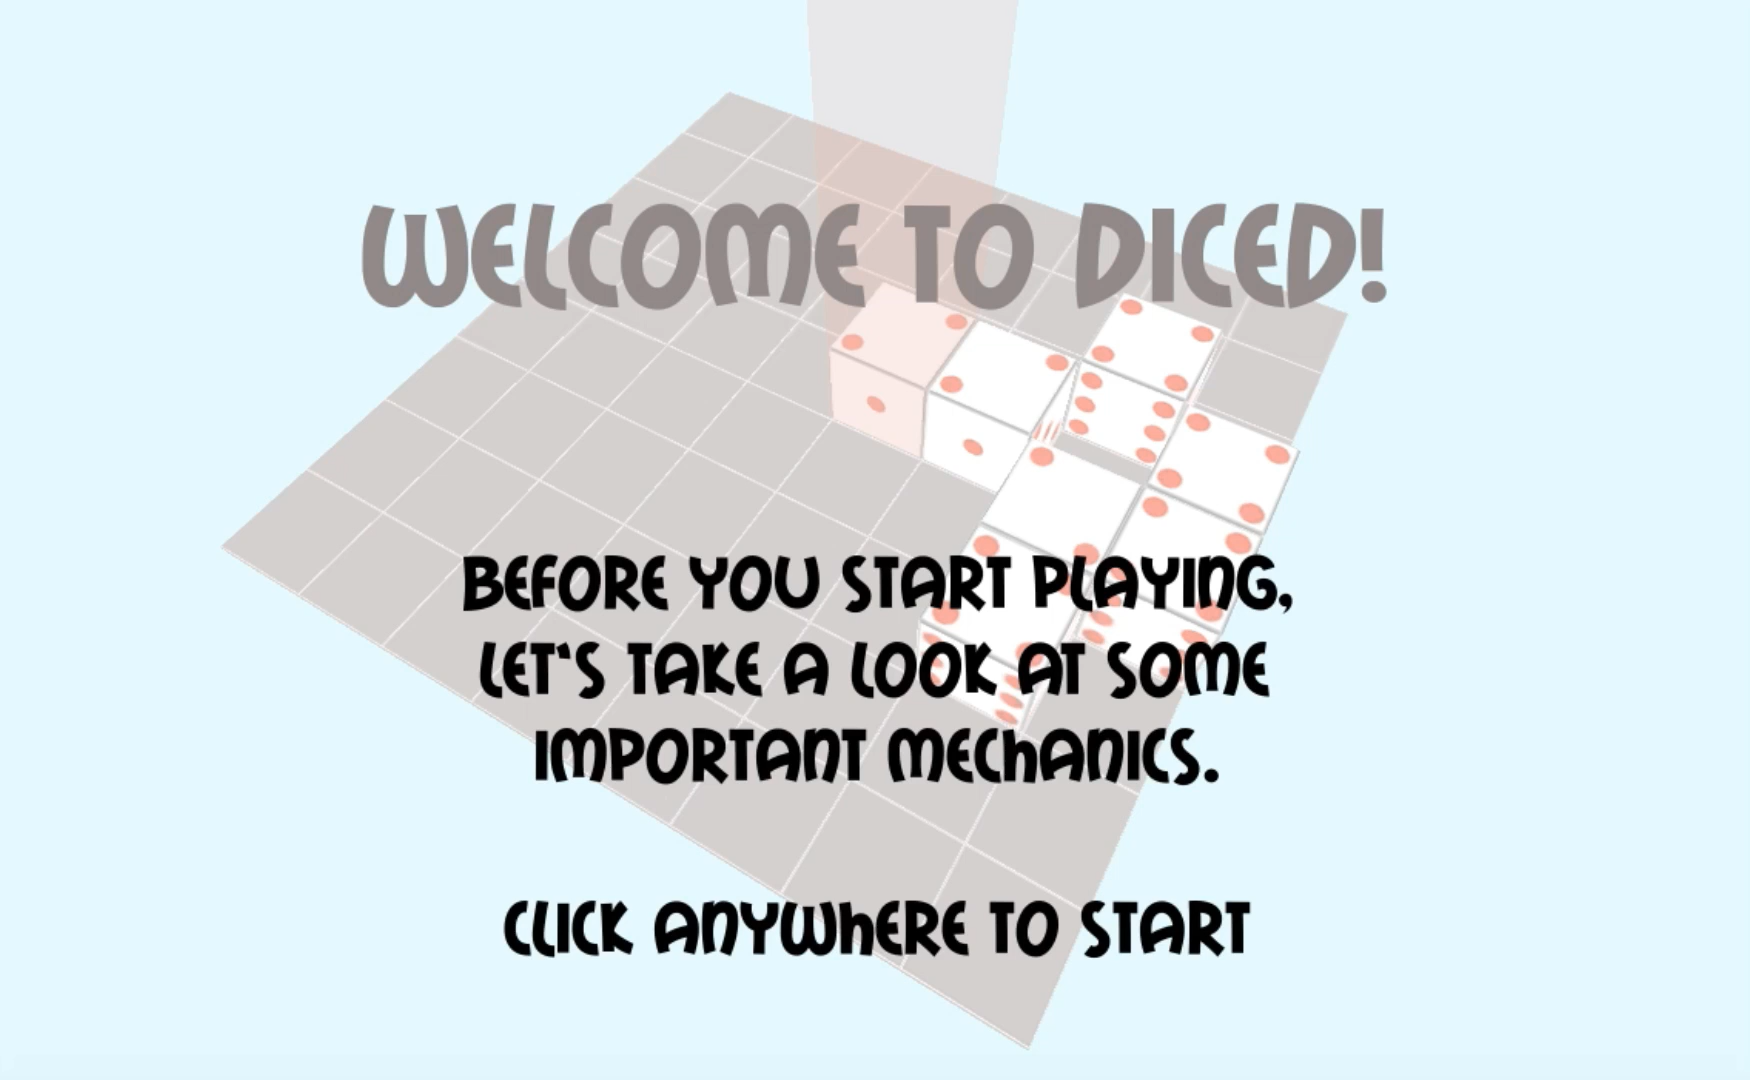 WELCOME TO DICED!
BEFORE YOU START PLAYING,
LET'S TAKE A LOOK AT SOME
IMPORTANT MECHANICS.
CLICK ANYWHERE TO START